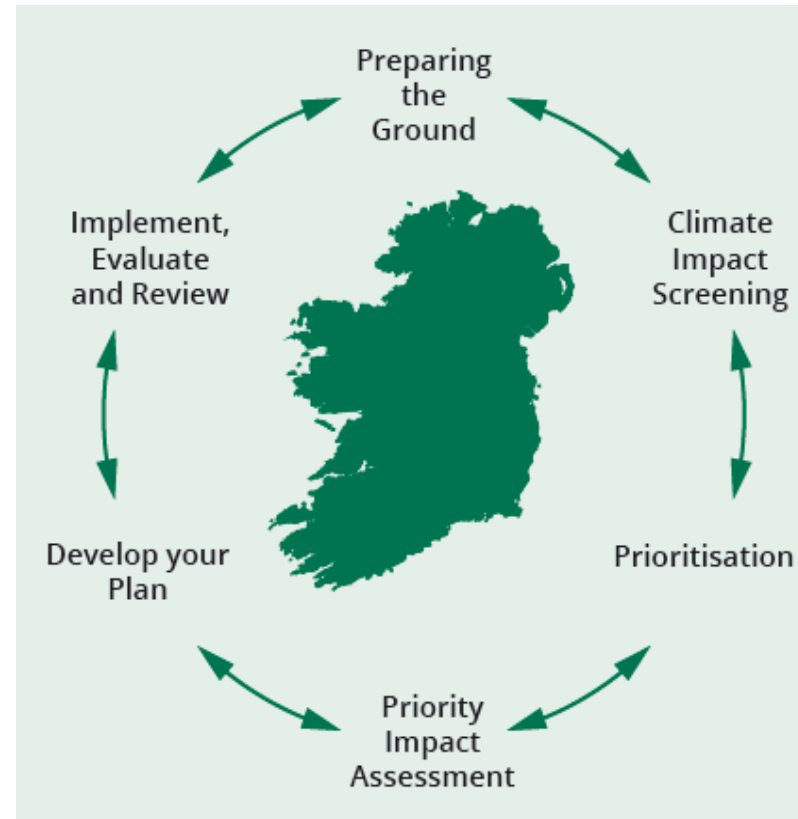 Preparing
the
Ground
Climate
Impact
Screening
Prioritisation
Priority
Impact
Assessment
Develop your
Plan
Implement,
Evaluate
and Review